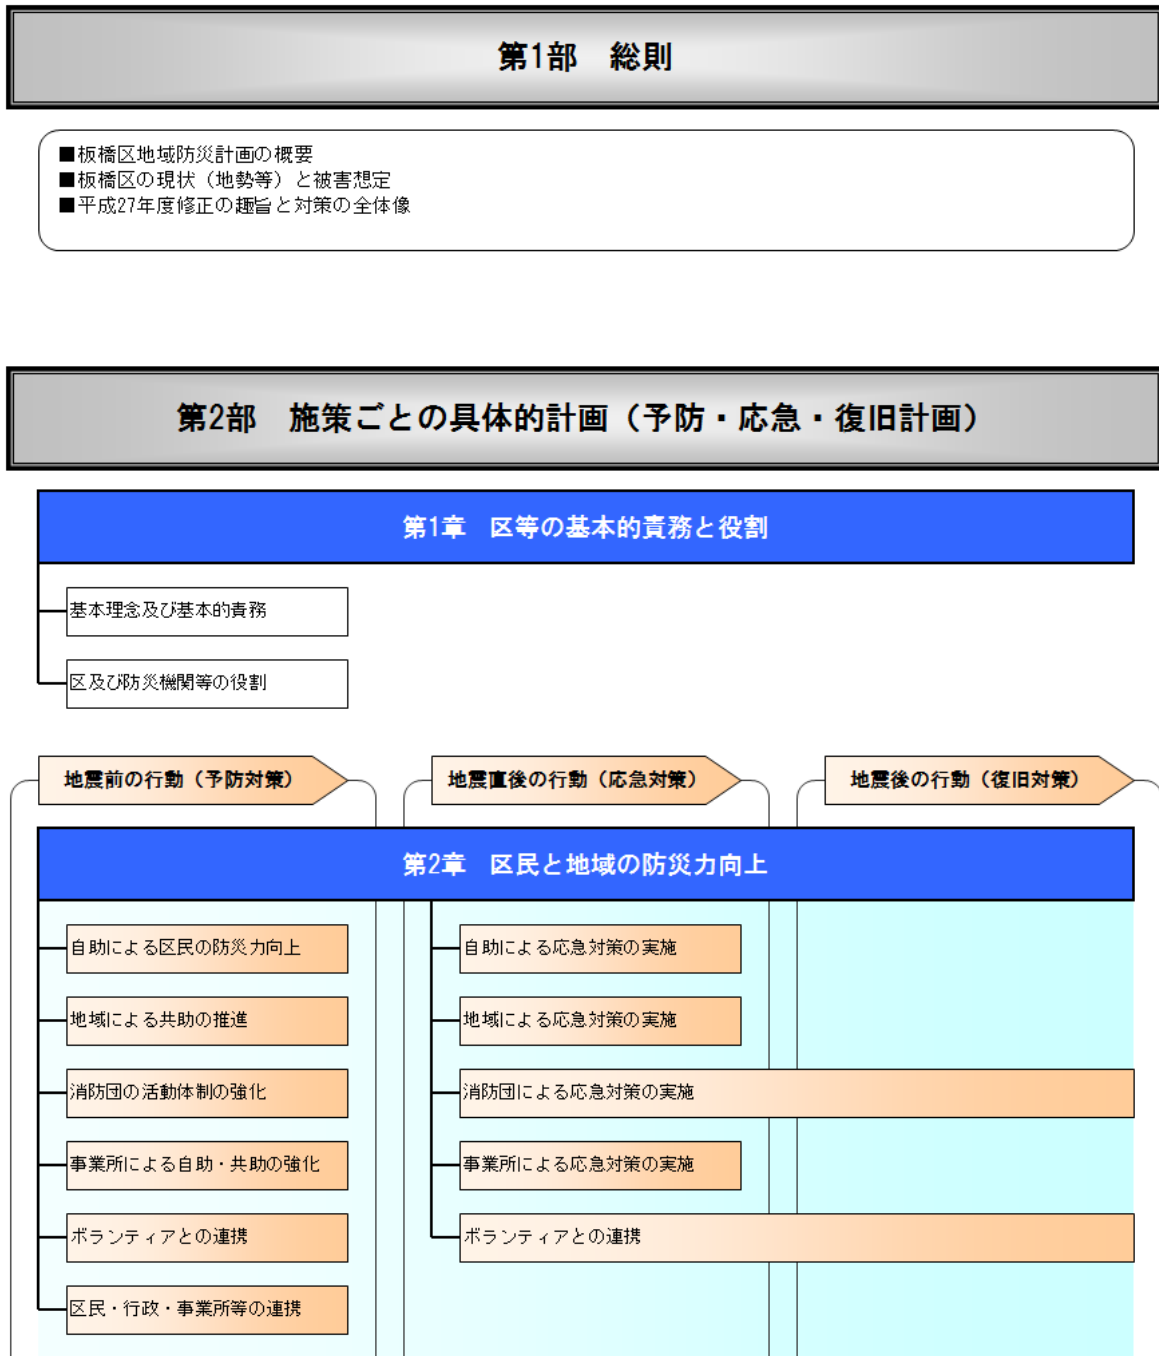 第1部　総則
■板橋区地域防災計画の概要
■板橋区の現状（地勢等）と被害想定
■平成27年度修正の趣旨と対策の全体像
第2部　施策ごとの具体的計画（予防・応急・復旧計画）
第1章　区等の基本的責務と役割
基本理念及び基本的責務
区及び防災機関等の役割
地震前の行動（予防対策）
地震直後の行動（応急対策）
地震後の行動（復旧対策）
第2章　区民と地域の防災力向上
自助による区民の防災力向上
自助による応急対策の実施
地域による共助の推進
地域による応急対策の実施
消防団の活動体制の強化
消防団による応急対策の実施
事業所による自助・共助の強化
事業所による応急対策の実施
ボランティアとの連携
ボランティアとの連携
区民・行政・事業所等の連携